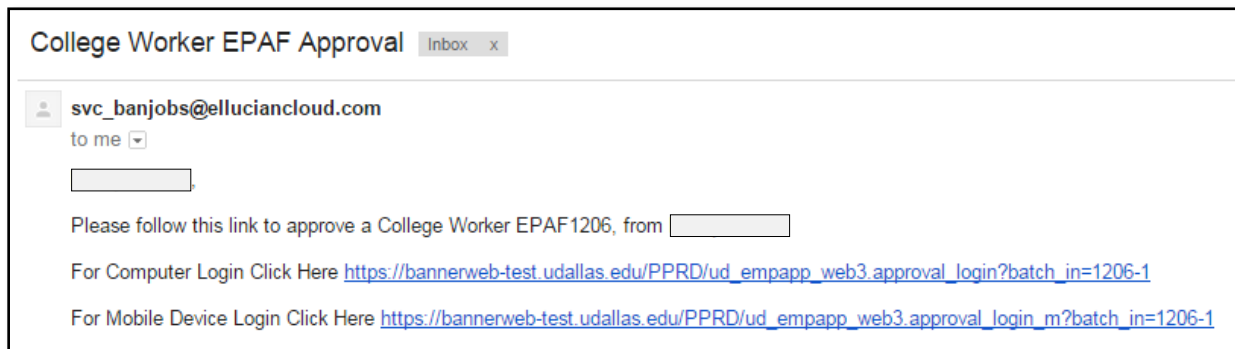 College Worker EPAF Approval Inbox x
svc_banjobs@elluciancloud.com
to me
,
Please follow this link to approve a College Worker EPAF1206, from
For Computer Login Click Here https://bannerweb-test.udallas.edu/PPRD/ud_empapp_web3.approval_login?batch_in=1206-1
For Mobile Device Login Click Here https://bannerweb-test.udallas.edu/PPRD/ud_empapp_web3.approval_login_m?batch_in=1206-1